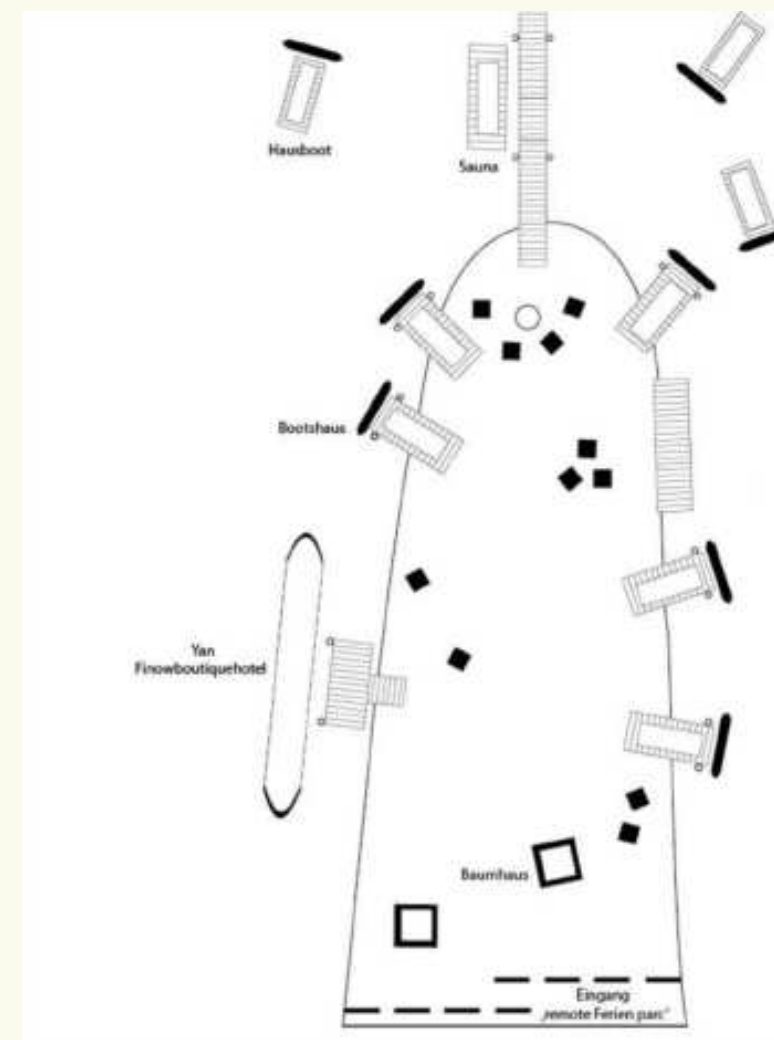 Hausboot
Sauna
Bootshaus
Yan
Finowboutiquehotel
Baumhaus
Eingang
„remote Ferien parc“